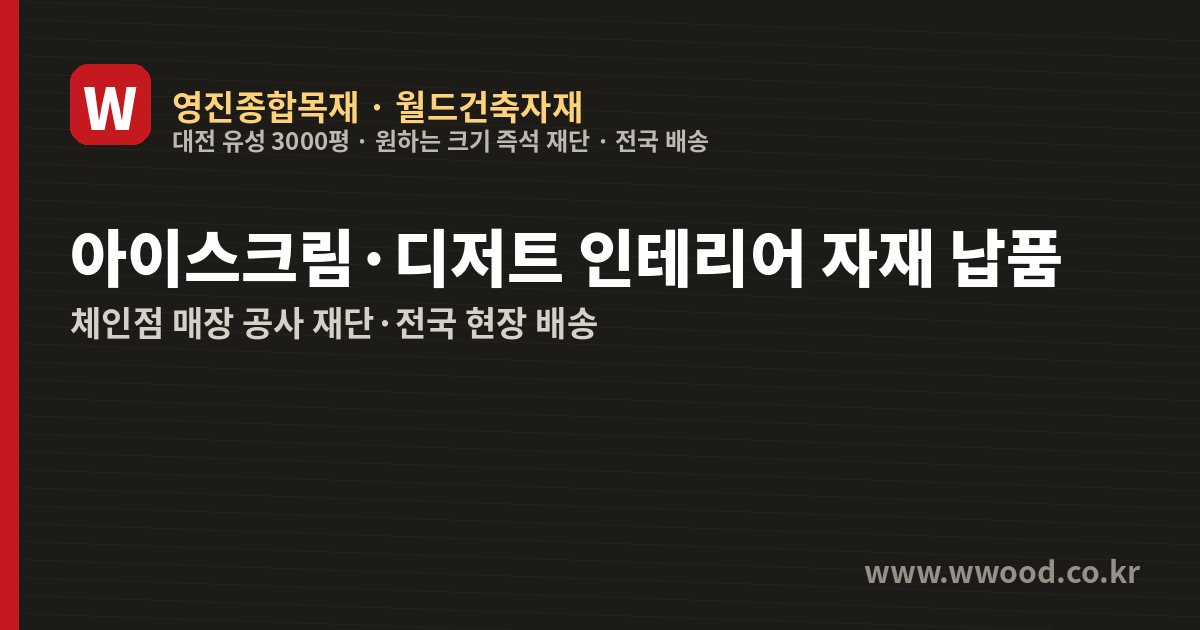 W
영진종합목재 · 월드건축자재
대전 유성 3000평 · 원하는 크기 즉석 재단 · 전국 배송
아이스크림·디저트 인테리어 자재 납품
체인점 매장 공사 재단·전국 현장 배송
www.wwood.co.kr